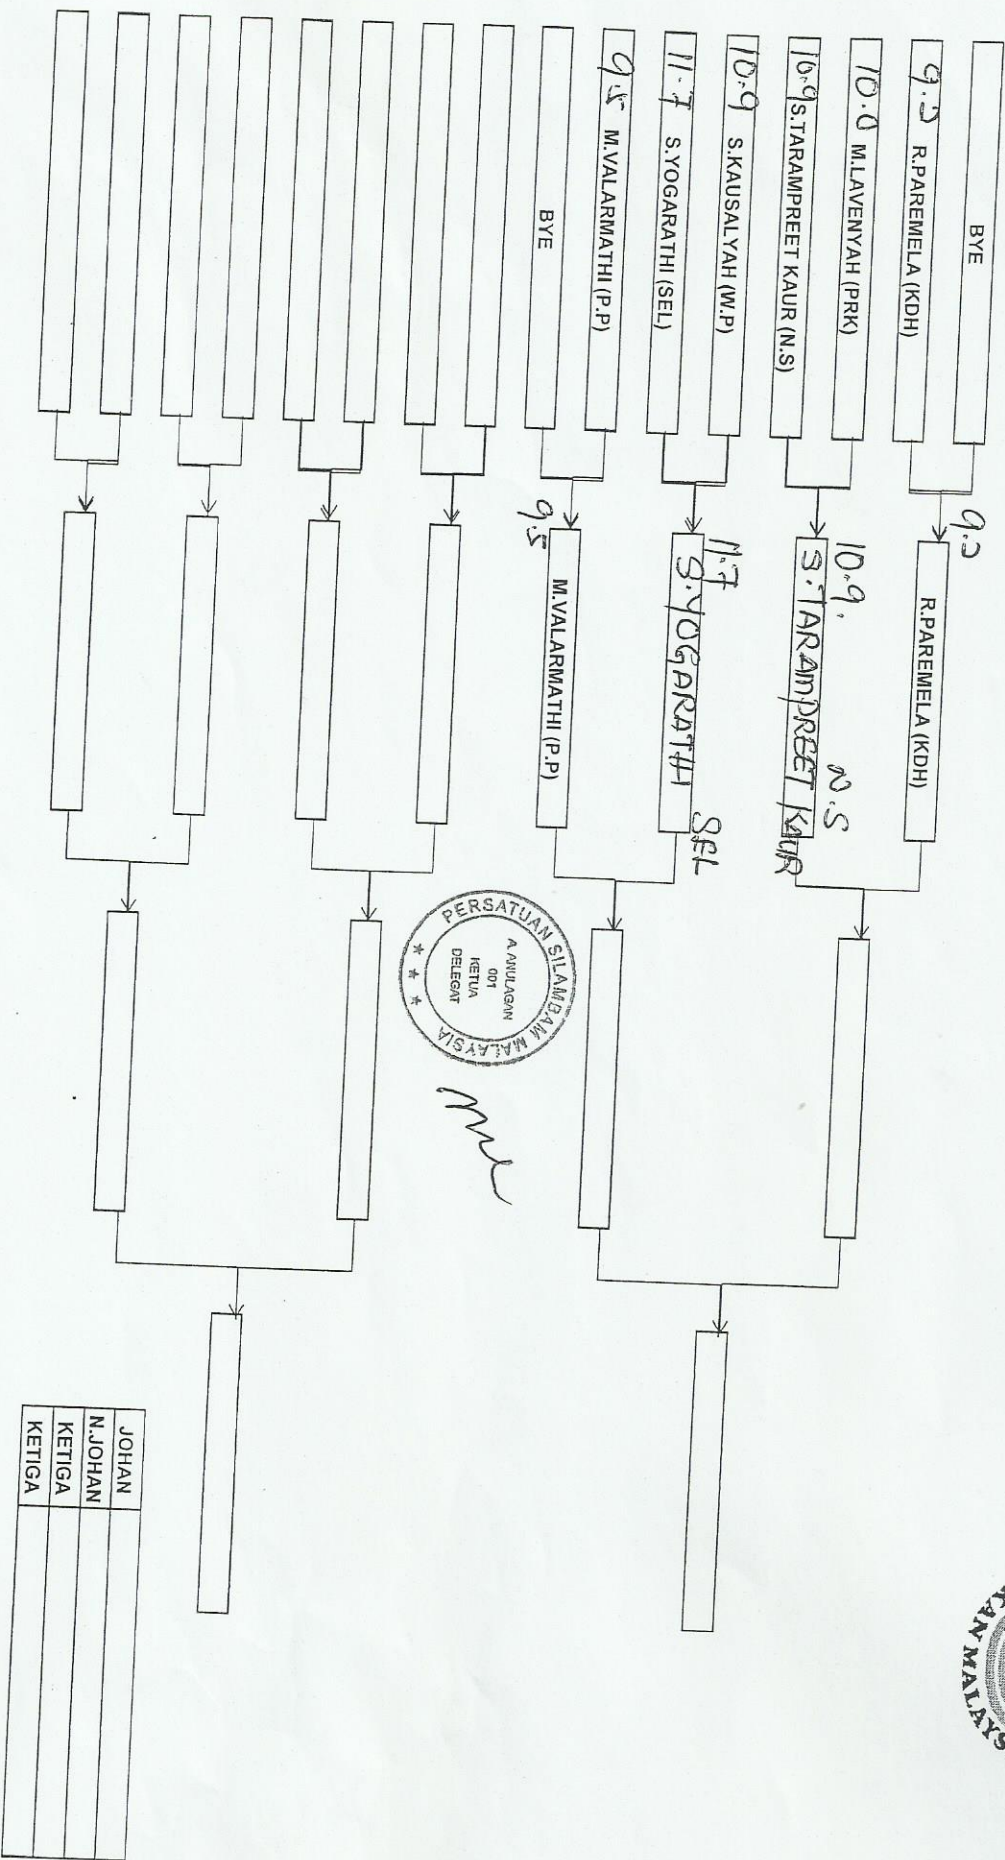 BYE
9.0 R.PAREMELA (KDH)
10.0 M.LAVENYAH (PRK)
10.9 S.TARAMPREET KAUR (N.S)
10.9 S.KAUSALYAH (W.P)
11.7 S.YOGARATHI (SEL)
9.5 M.VALARMATHI (P.P)
BYE
9.0
R.PAREMELA (KDH)
10.9. N.S
S.TARAMPREET KAUR
11.7 SEL
S.YOGARATHI
M.VALARMATHI (P.P)
9.5
PERSATUAN SILAMBAM MALAYSIA
A.ANULAGAN
001
KETUA
DELEGAT
* * *
JOHAN
N.JOHAN
KETIGA
KETIGA